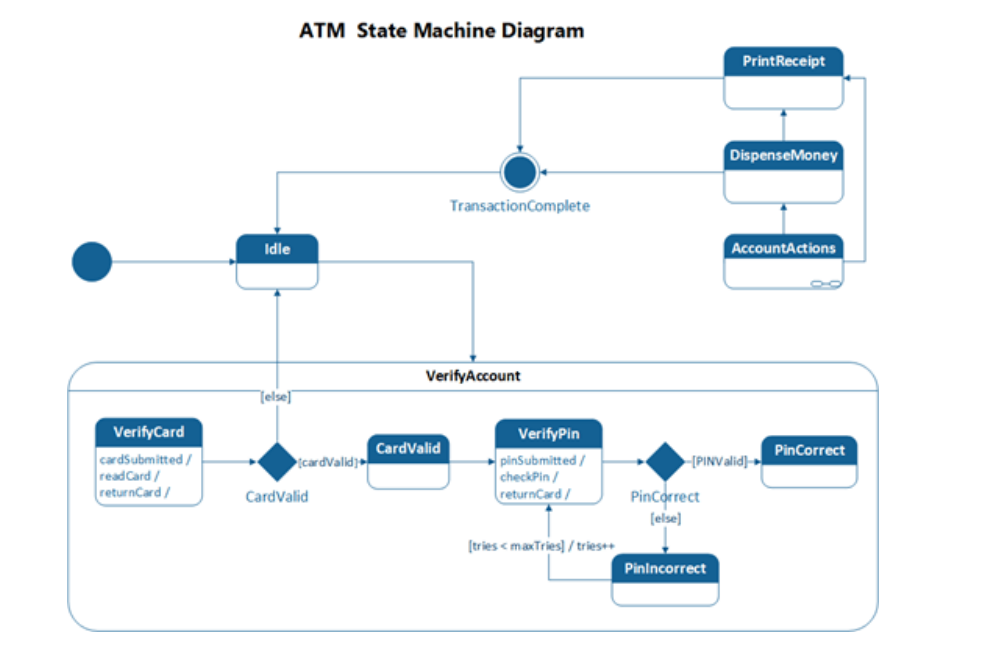 ATM State Machine Diagram
PrintReceipt
DispenseMoney
TransactionComplete
AccountActions
Idle
VerifyAccount
[else]
VerifyCard
cardSubmitted /
readCard /
returnCard /
CardValid
[cardValid]
CardValid
VerifyPin
pinSubmitted /
checkPin /
returnCard /
PinCorrect
[PINValid]
PinCorrect
[else]
[tries < maxTries] / tries++
PinIncorrect